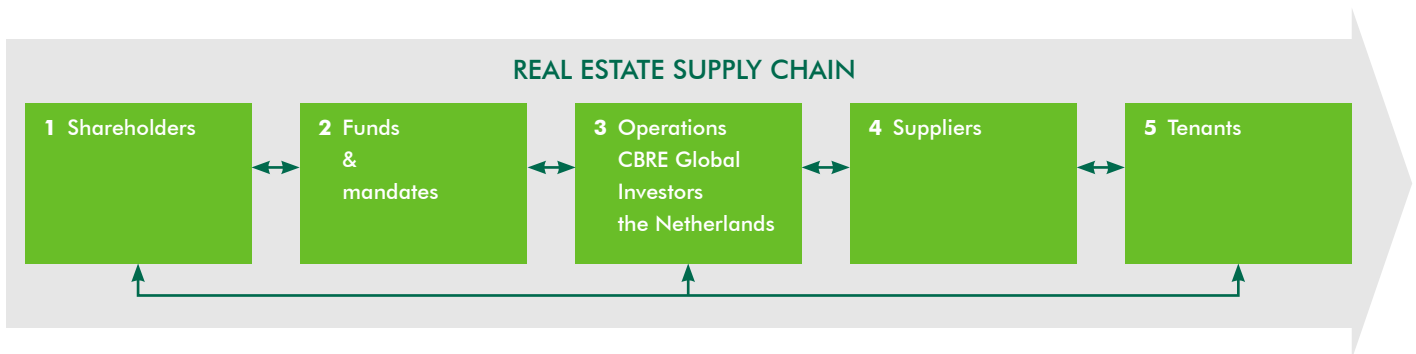 REAL ESTATE SUPPLY CHAIN
1 Shareholders
2 Funds
&
mandates
3 Operations
CBRE Global
Investors
the Netherlands
4 Suppliers
5 Tenants